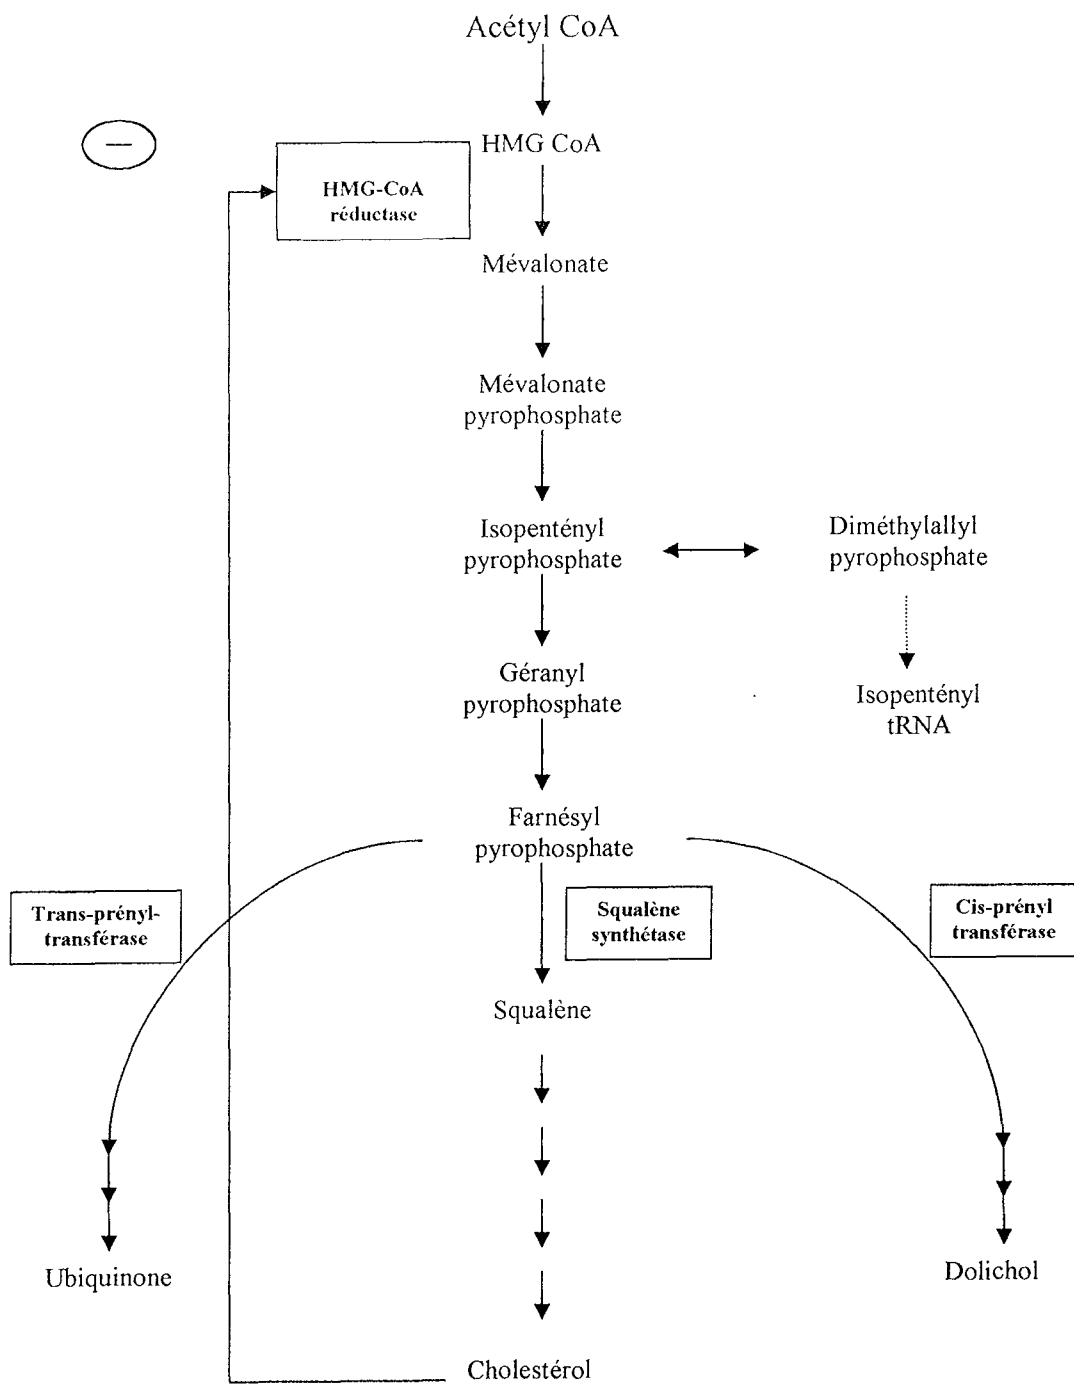 Acétyl CoA
HMG CoA
—
HMG-CoA
réductase
Mévalonate
Mévalonate
pyrophosphate
Isopentényl
pyrophosphate
Diméthylallyl
pyrophosphate
Géranyl
pyrophosphate
Isopentényl
tRNA
Farnésyl
pyrophosphate
Trans-prényl-
transférase
Squalène
synthétase
Cis-prényl
transférase
Squalène
Ubiquinone
Dolichol
Cholestérol